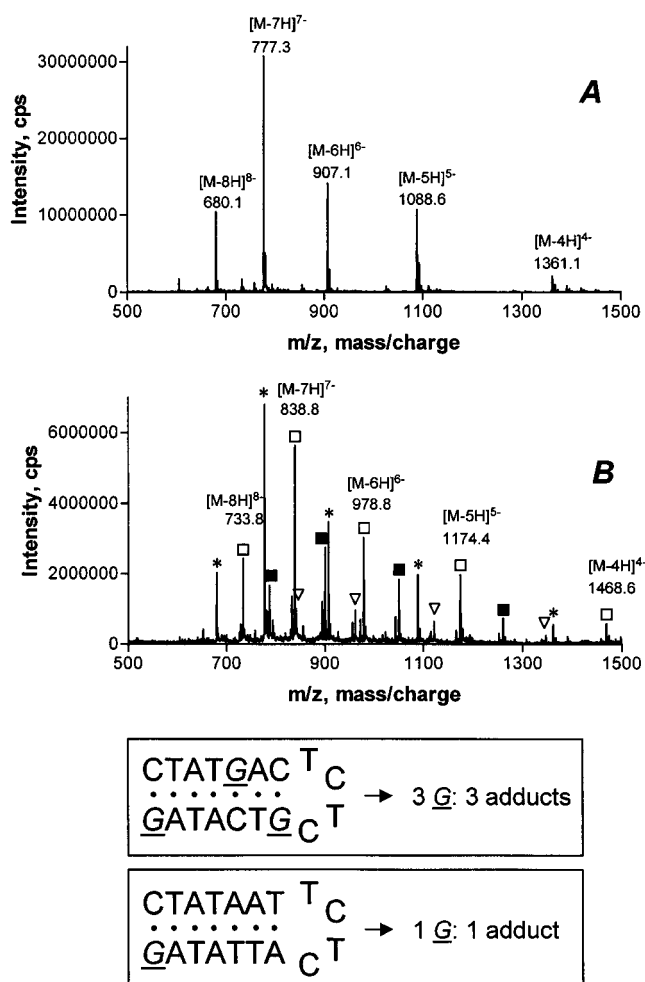 A
Intensity, cps
30000000
20000000
10000000
0
[M-8H]8-
680.1
[M-7H]7-
777.3
[M-6H]6-
907.1
[M-5H]5-
1088.6
[M-4H]4-
1361.1
500 700 900 1100 1300 1500
m/z, mass/charge
B
Intensity, cps
6000000
4000000
2000000
0
[M-8H]8-
733.8
[M-7H]7-
838.8
[M-6H]6-
978.8
[M-5H]5-
1174.4
[M-4H]4-
1468.6
* * * * *
500 700 900 1100 1300 1500
m/z, mass/charge
CTATGAC T C
GATACTG C T
→ 3 G: 3 adducts
CTATAAT T C
GATATTA C T
→ 1 G: 1 adduct